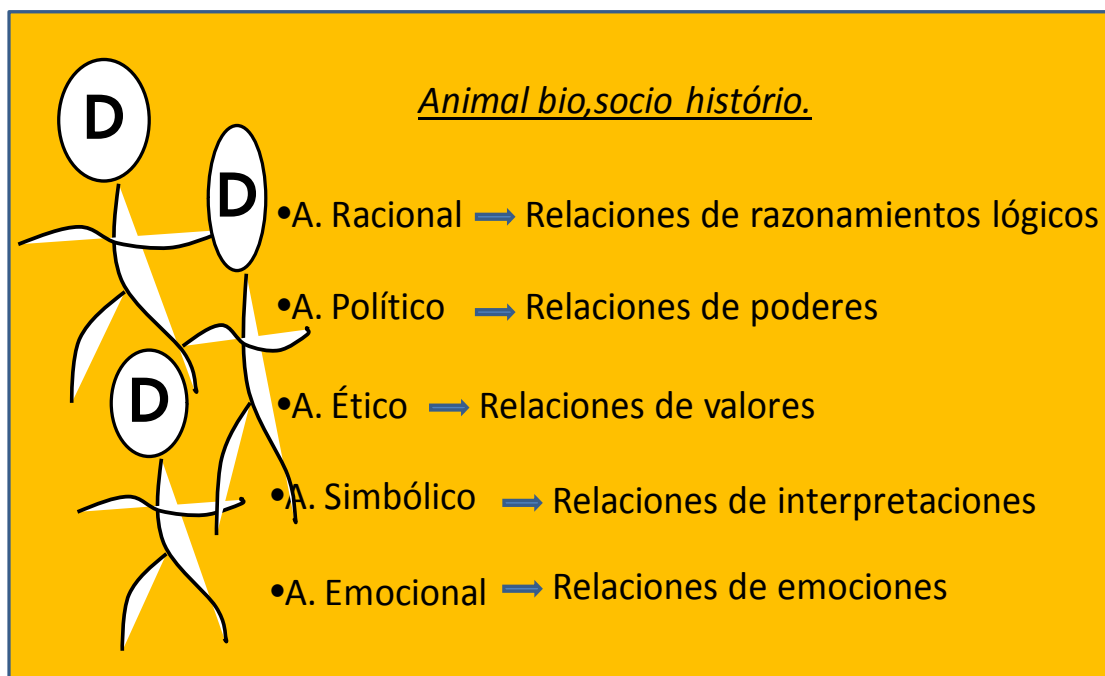 Animal bio,socio histório.
D
D
•A. Racional ➡ Relaciones de razonamientos lógicos
•A. Político ➡ Relaciones de poderes
D
•A. Ético ➡ Relaciones de valores
•A. Simbólico ➡ Relaciones de interpretaciones
•A. Emocional ➡ Relaciones de emociones